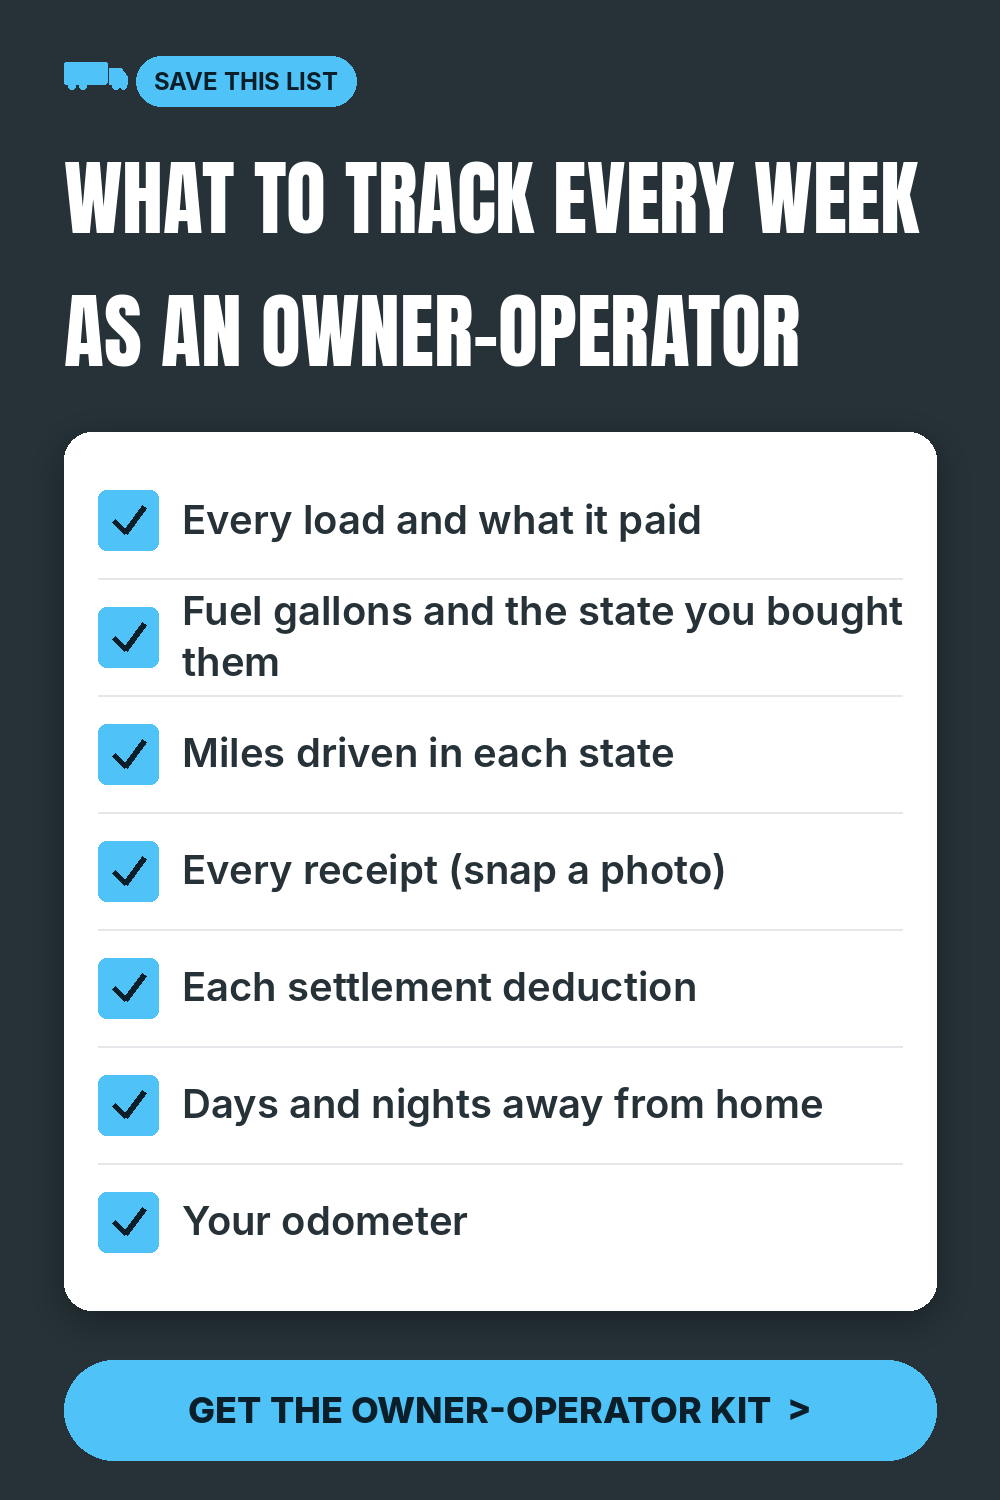 SAVE THIS LIST
WHAT TO TRACK EVERY WEEK
AS AN OWNER-OPERATOR
Every load and what it paid
Fuel gallons and the state you bought
them
Miles driven in each state
Every receipt (snap a photo)
Each settlement deduction
Days and nights away from home
Your odometer
GET THE OWNER-OPERATOR KIT >